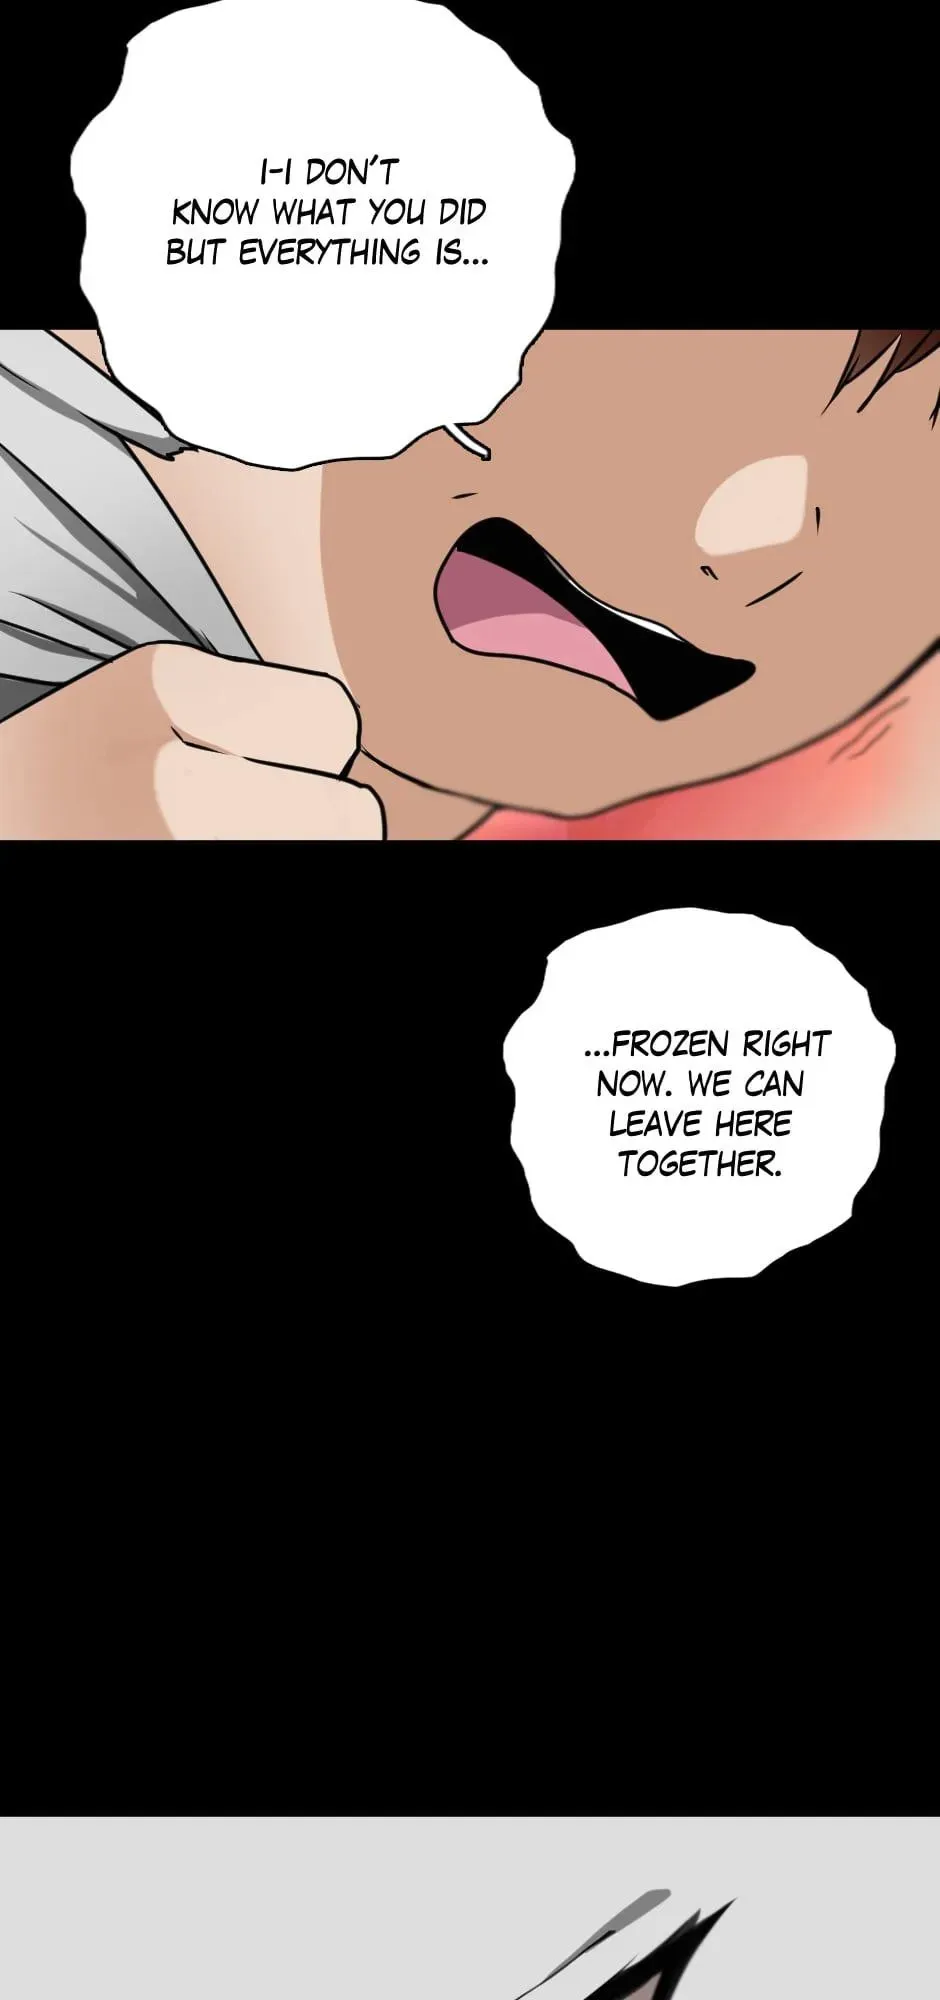 I-I DON'T
KNOW WHAT YOU DID
BUT EVERYTHING IS...
...FROZEN RIGHT
NOW. WE CAN
LEAVE HERE
TOGETHER.